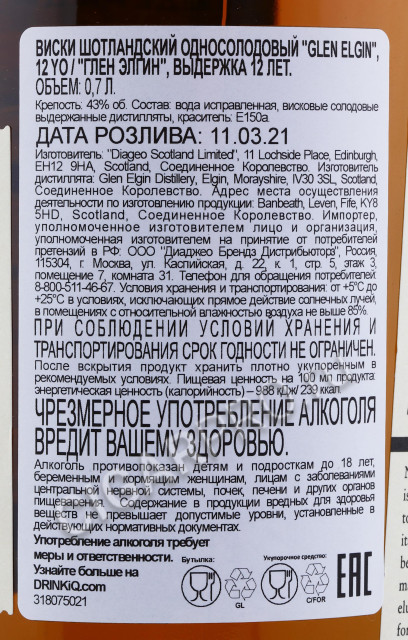 ВИСКИ ШОТЛАНДСКИЙ ОДНОСОЛОДОВЫЙ "GLEN ELGIN",
12 YO / "ГЛЕН ЭЛГИН", ВЫДЕРЖКА 12 ЛЕТ.
ОБЪЕМ: 0,7 Л.
Крепость: 43% об. Состав: вода исправленная, висковые солодовые
выдержанные дистилляты, краситель: E150a.
ДАТА РОЗЛИВА: 11.03.21
Изготовитель: "Diageo Scotland Limited", 11 Lochside Place, Edinburgh,
EH12 9HA, Scotland, Соединенное Королевство. Изготовитель
дистиллята: Glen Elgin Distillery, Elgin, Morayshire, IV30 3SL, Scotland,
Соединенное Королевство. Адрес места осуществления
деятельности по изготовлению продукции: Banbeath, Leven, Fife, KY8
5HD, Scotland, Соединенное Королевство. Импортер,
уполномоченное изготовителем лицо и организация,
уполномоченная изготовителем на принятие от потребителей
претензий в РФ: ООО "Диаджео Брендз Дистрибьюторз", Россия,
115304, г. Москва, ул. Каспийская, д. 22, к. 1, стр. 5, этаж 3,
помещение 7, комната 31. Телефон для обращения потребителей:
8-800-511-46-67. Условия хранения и транспортирования: от +5°C до
+25°C в условиях, исключающих прямое действие солнечных лучей,
в помещениях с относительной влажностью воздуха не выше 85%.
ПРИ СОБЛЮДЕНИИ УСЛОВИЙ ХРАНЕНИЯ И
ТРАНСПОРТИРОВАНИЯ СРОК ГОДНОСТИ НЕ ОГРАНИЧЕН.
После вскрытия продукт хранить плотно укупоренным в
рекомендуемых условиях. Пищевая ценность на 100 мл продукта:
энергетическая ценность (калорийность) – 988 кДж/ 239 ккал.
ЧРЕЗМЕРНОЕ УПОТРЕБЛЕНИЕ АЛКОГОЛЯ
ВРЕДИТ ВАШЕМУ ЗДОРОВЬЮ.
Алкоголь противопоказан детям и подросткам до 18 лет,
беременным и кормящим женщинам, лицам с заболеваниями
центральной нервной системы, почек, печени и других органов
пищеварения. Содержание в продукции вредных для здоровья
веществ не превышает допустимые уровни, установленные в
действующих нормативных документах.
Употребление алкоголя требует
меры и ответственности.
Узнайте больше на
DRINKiQ.com
318075021
Бутылка:
GL
Укупорочное средство:
C/FOR
EAC